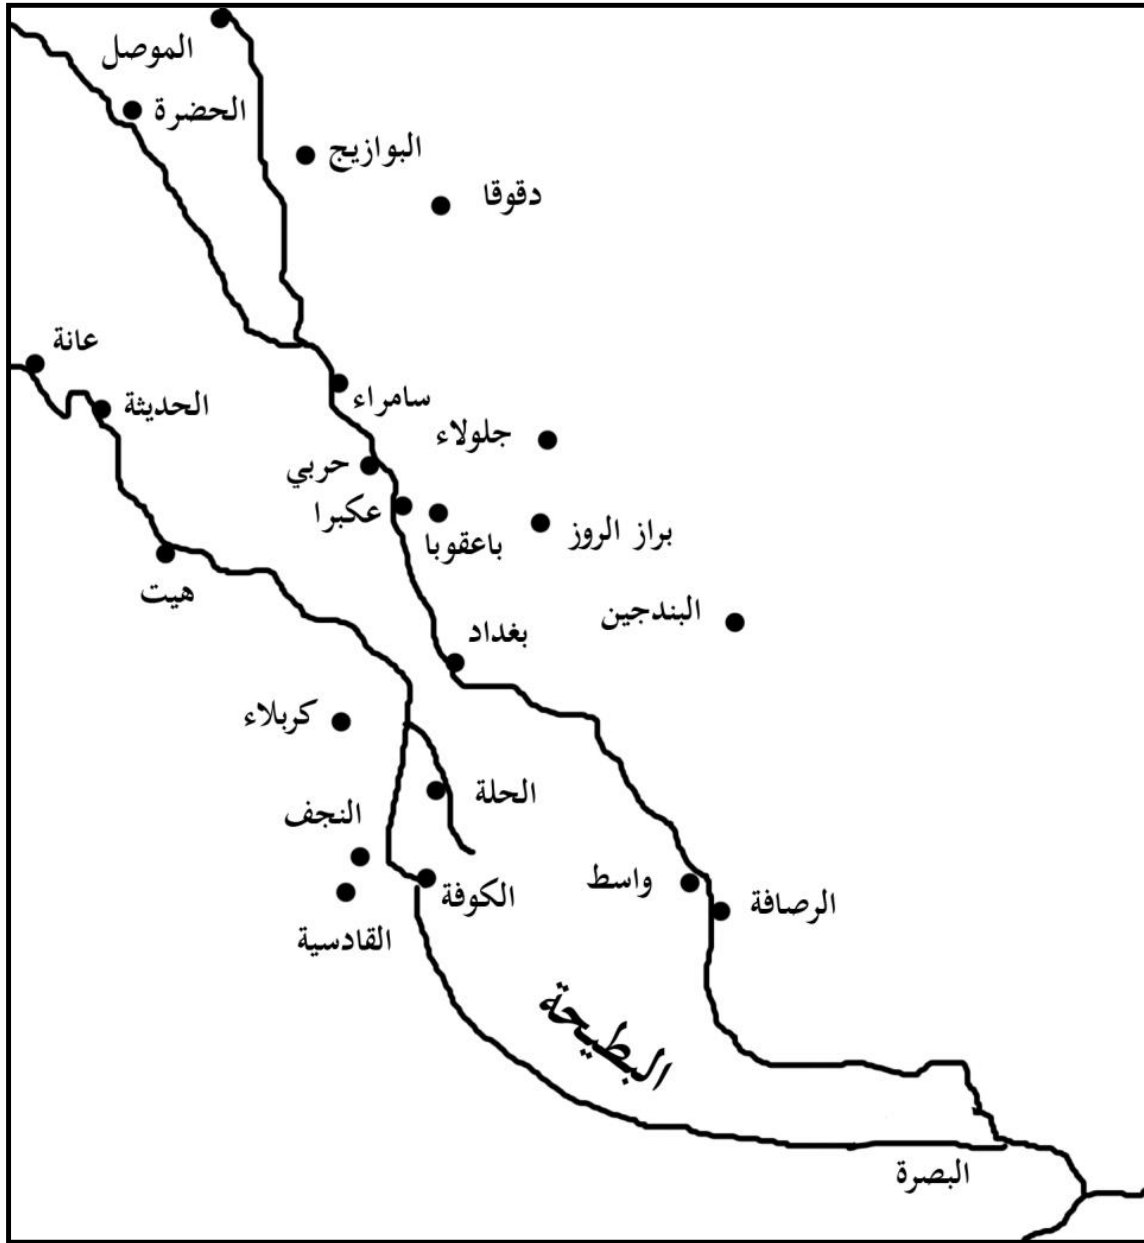 الموصل
الحضرة
البوازيج
دقوقا
عانة
الحديثة
سامراء
جلولاء
حربي
عكبرا
باعقوبا
براز الروز
هيت
البندجين
بغداد
كربلاء
الحلة
النجف
واسط
الكوفة
الرصافة
القادسية
البطيحة
البصرة